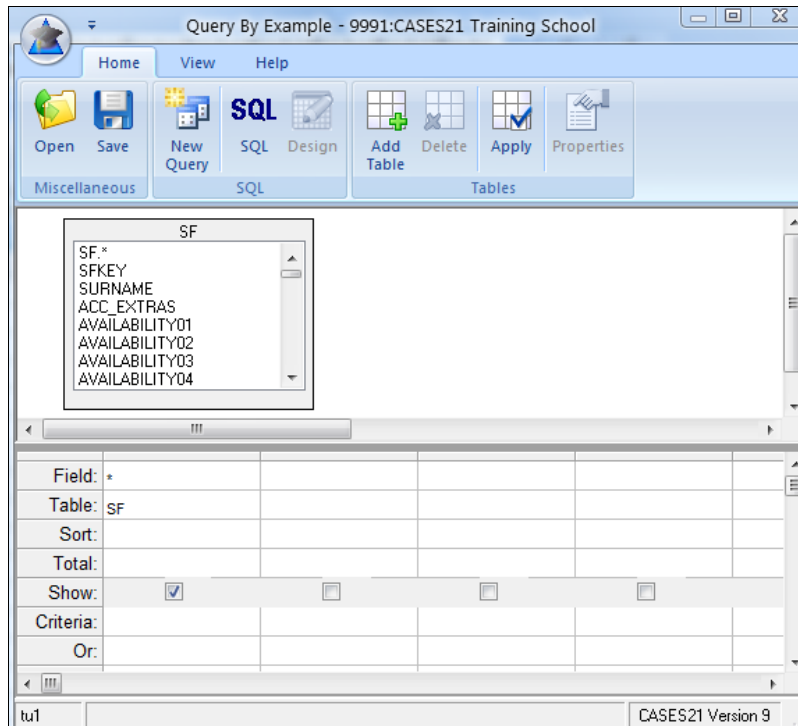 Query By Example - 9991:CASES21 Training School
Home View Help
Open Save New Query SQL Design Add Table Delete Apply Properties
Miscellaneous SQL Tables
SF
SF.*
SFKEY
SURNAME
ACC_EXTRAS
AVAILABILITY01
AVAILABILITY02
AVAILABILITY03
AVAILABILITY04
Field: *
Table: SF
Sort:
Total:
Show:
Criteria:
Or:
tu1 CASES21 Version 9